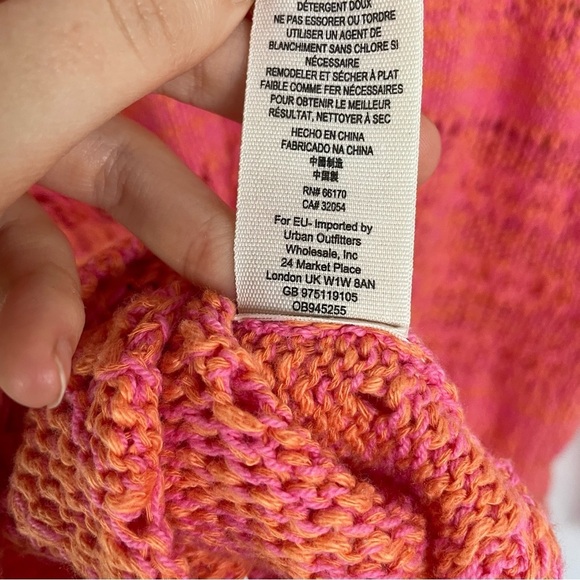 DÉTERGENT DOUX
NE PAS ESSORER OU TORDRE
UTILISER UN AGENT DE
BLANCHIMENT SANS CHLORE SI
NÉCESSAIRE
REMODELER ET SÉCHER À PLAT
FAIBLE COMME FER NÉCESSAIRES
POUR OBTENIR LE MEILLEUR
RÉSULTAT, NETTOYER À SEC
HECHO EN CHINA
FABRICADO NA CHINA
中國制造
中国製
RN# 66170
CA# 32054
For EU- Imported by
Urban Outfitters
Wholesale, Inc
24 Market Place
London UK W1W 8AN
GB 975119105
OB945255